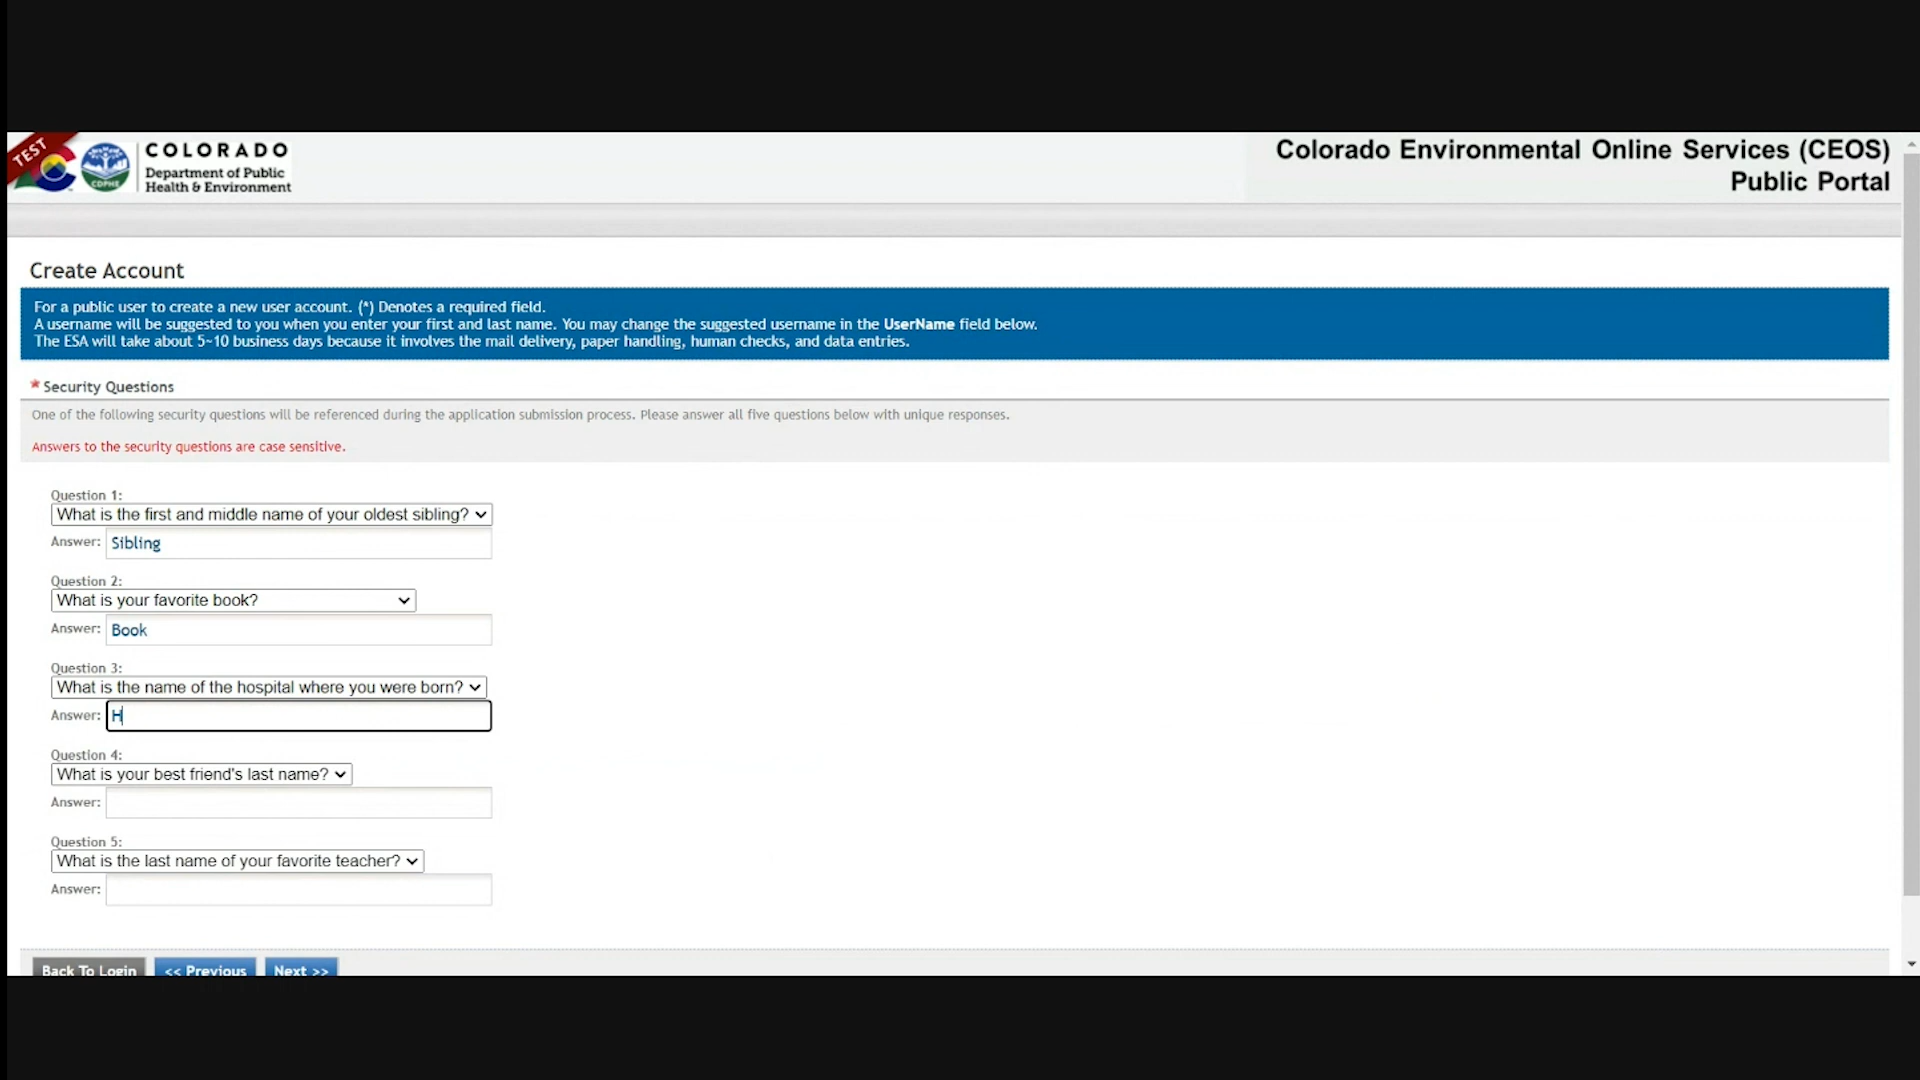 TEST
CDPHE
COLORADO
Department of Public
Health & Environment
Colorado Environmental Online Services (CEOS)
Public Portal
Create Account
For a public user to create a new user account. (*) Denotes a required field.
A username will be suggested to you when you enter your first and last name. You may change the suggested username in the UserName field below.
The ESA will take about 5~10 business days because it involves the mail delivery, paper handling, human checks, and data entries.
* Security Questions
One of the following security questions will be referenced during the application submission process. Please answer all five questions below with unique responses.
Answers to the security questions are case sensitive.
Question 1:
What is the first and middle name of your oldest sibling?
Answer: Sibling
Question 2:
What is your favorite book?
Answer: Book
Question 3:
What is the name of the hospital where you were born?
Answer: H
Question 4:
What is your best friend's last name?
Answer:
Question 5:
What is the last name of your favorite teacher?
Answer:
Back To Login << Previous Next >>